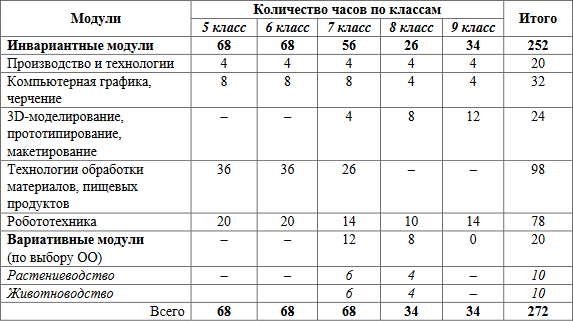 Модули Количество часов по классам Итого
5 класс 6 класс 7 класс 8 класс 9 класс
Инвариантные модули 68 68 56 26 34 252
Производство и технологии 4 4 4 4 4 20
Компьютерная графика, черчение 8 8 8 4 4 32
3D-моделирование, прототипирование, макетирование – – 4 8 12 24
Технологии обработки материалов, пищевых продуктов 36 36 26 – – 98
Робототехника 20 20 14 10 14 78
Вариативные модули (по выбору ОО) – – 12 8 0 20
Растениеводство – – 6 4 – 10
Животноводство 6 4 – 10
Всего 68 68 68 34 34 272